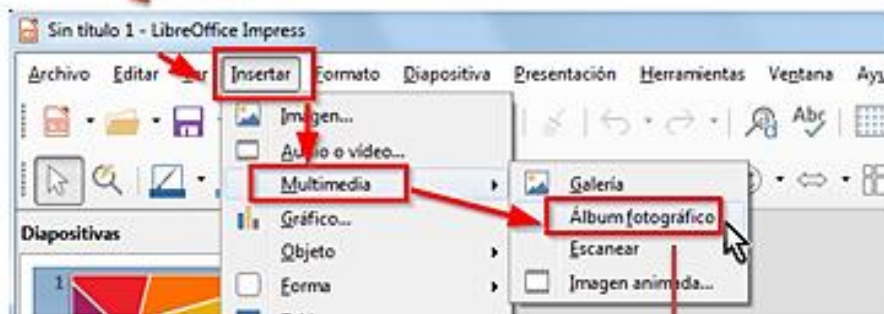 Sin título 1 - LibreOffice Impress
Archivo Editar Insertar Formato Diapositiva Presentación Herramientas Ventana
Imagen...
Audio o vídeo...
Multimedia
Galería
Gráfico...
Álbum fotográfico
Diapositivas
Objeto
Escanear
1
Forma
Imagen animada...
Abc